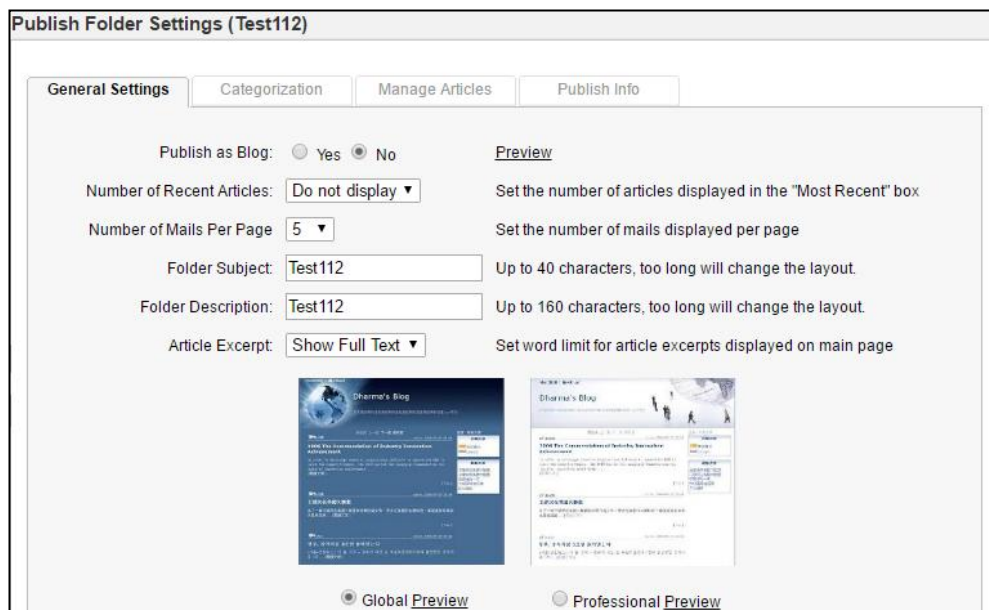 Publish Folder Settings (Test112)
General Settings Categorization Manage Articles Publish Info
Publish as Blog: Yes No Preview
Number of Recent Articles: Do not display Set the number of articles displayed in the "Most Recent" box
Number of Mails Per Page 5 Set the number of mails displayed per page
Folder Subject: Test112 Up to 40 characters, too long will change the layout.
Folder Description: Test112 Up to 160 characters, too long will change the layout.
Article Excerpt: Show Full Text Set word limit for article excerpts displayed on main page
Dharma's Blog Dharma's Blog
Global Preview Professional Preview